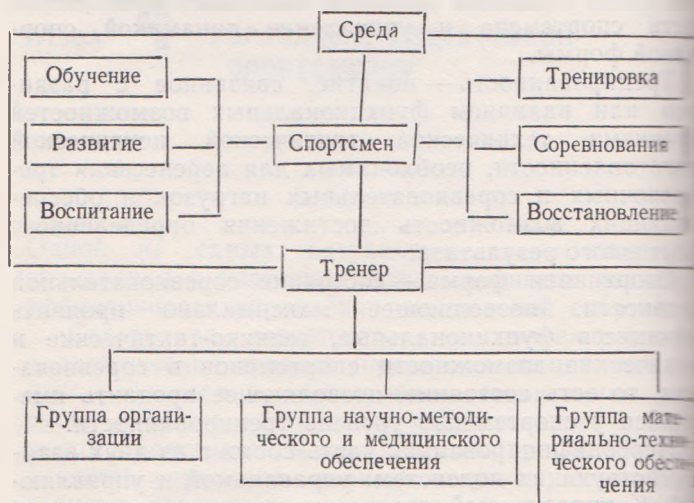 Среда
Обучение
Тренировка
Развитие
Спортсмен
Соревнования
Воспитание
Восстановление
Тренер
Группа органи-
зации
Группа научно-методи-
ческого и медицинского
обеспечения
Группа мате-
риально-техни-
ческого обеспе-
чения